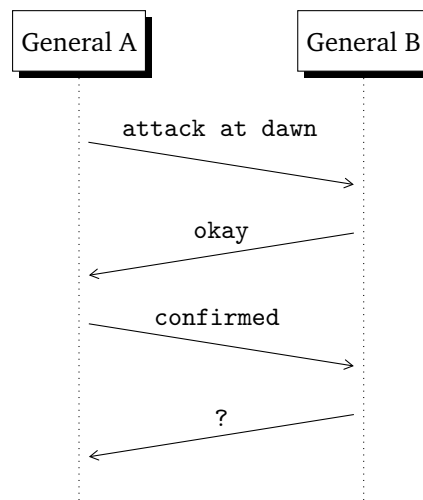 General A
General B
attack at dawn
okay
confirmed
?